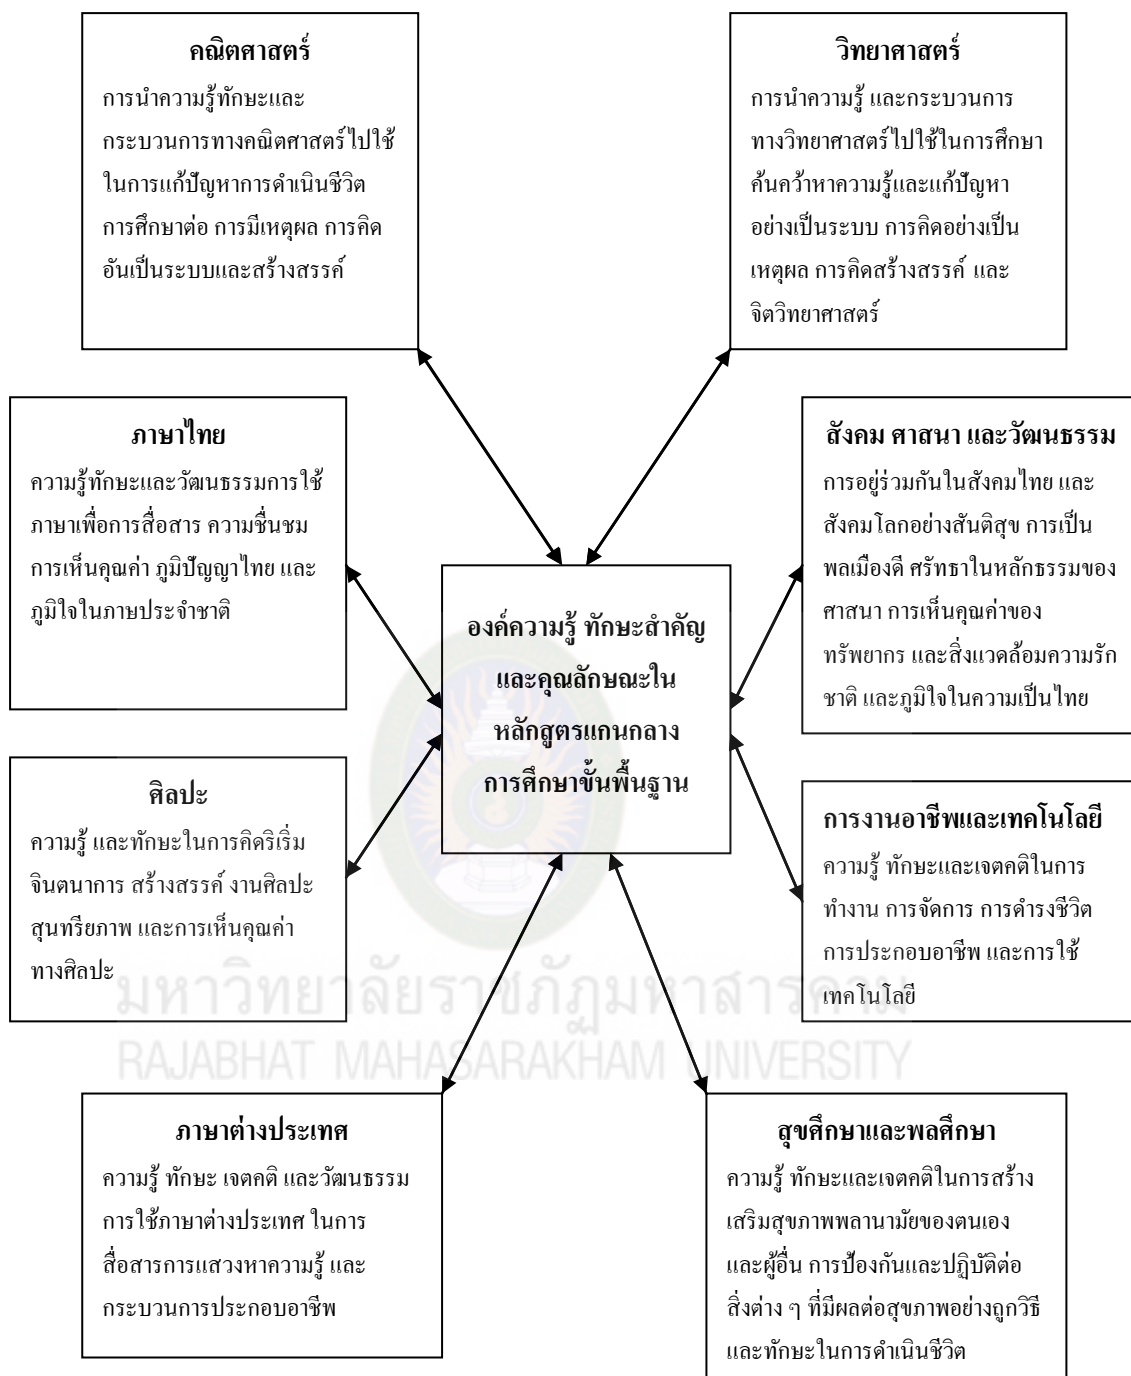 คณิตศาสตร์
การนำความรู้ทักษะและ
กระบวนการทางคณิตศาสตร์ไปใช้
ในการแก้ปัญหาการดำเนินชีวิต
การศึกษาต่อ การมีเหตุผล การคิด
อันเป็นระบบและสร้างสรรค์
วิทยาศาสตร์
การนำความรู้ และกระบวนการ
ทางวิทยาศาสตร์ไปใช้ในการศึกษา
ค้นคว้าหาความรู้และแก้ปัญหา
อย่างเป็นระบบ การคิดอย่างเป็น
เหตุผล การคิดสร้างสรรค์ และ
จิตวิทยาศาสตร์
ภาษาไทย
ความรู้ทักษะและวัฒนธรรมการใช้
ภาษาเพื่อการสื่อสาร ความชื่นชม
การเห็นคุณค่า ภูมิปัญญาไทย และ
ภูมิใจในภาษประจำชาติ
สังคม ศาสนา และวัฒนธรรม
การอยู่ร่วมกันในสังคมไทย และ
สังคมโลกอย่างสันติสุข การเป็น
พลเมืองดี ศรัทธาในหลักธรรมของ
ศาสนา การเห็นคุณค่าของ
ทรัพยากร และสิ่งแวดล้อมความรัก
ชาติ และภูมิใจในความเป็นไทย
องค์ความรู้ ทักษะสำคัญ
และคุณลักษณะใน
หลักสูตรแกนกลาง
การศึกษาขั้นพื้นฐาน
ศิลปะ
ความรู้ และทักษะในการคิดริเริ่ม
จินตนาการ สร้างสรรค์ งานศิลปะ
สุนทรียภาพ และการเห็นคุณค่า
ทางศิลปะ
การงานอาชีพและเทคโนโลยี
ความรู้ ทักษะและเจตคติในการ
ทำงาน การจัดการ การดำรงชีวิต
การประกอบอาชีพ และการใช้
เทคโนโลยี
มหาวิทยาลัยราชภัฏมหาสารคาม
RAJABHAT MAHASARAKHAM UNIVERSITY
ภาษาต่างประเทศ
ความรู้ ทักษะ เจตคติ และวัฒนธรรม
การใช้ภาษาต่างประเทศ ในการ
สื่อสารการแสวงหาความรู้ และ
กระบวนการประกอบอาชีพ
สุขศึกษาและพลศึกษา
ความรู้ ทักษะและเจตคติในการสร้าง
เสริมสุขภาพพลานามัยของตนเอง
และผู้อื่น การป้องกันและปฏิบัติต่อ
สิ่งต่าง ๆ ที่มีผลต่อสุขภาพอย่างถูกวิธี
และทักษะในการดำเนินชีวิต